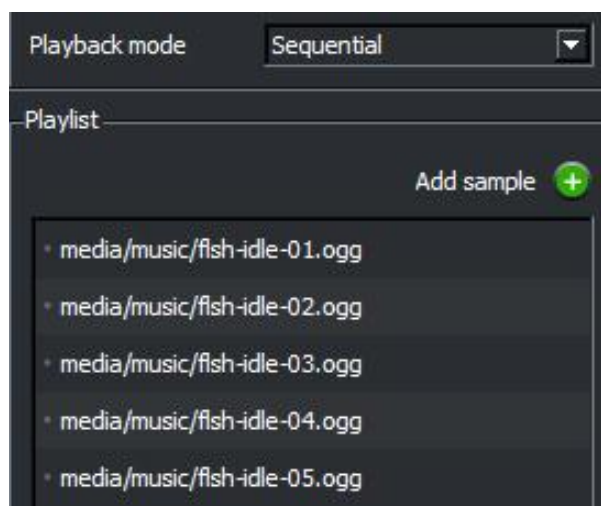 Playback mode Sequential
Playlist
Add sample
media/music/flsh-idle-01.ogg
media/music/flsh-idle-02.ogg
media/music/flsh-idle-03.ogg
media/music/flsh-idle-04.ogg
media/music/flsh-idle-05.ogg